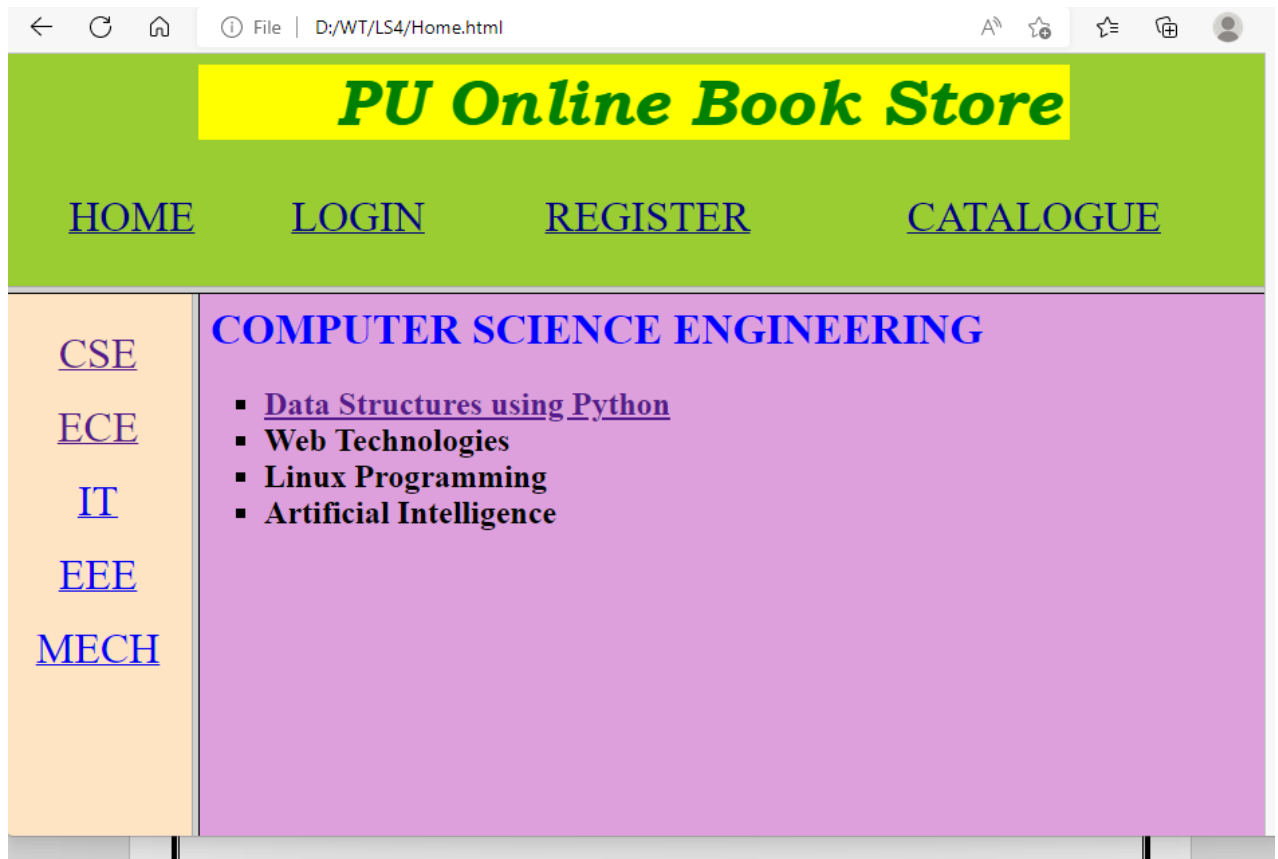 File | D:/WT/LS4/Home.html
PU Online Book Store
HOME LOGIN REGISTER CATALOGUE
CSE
ECE
IT
EEE
MECH
COMPUTER SCIENCE ENGINEERING
Data Structures using Python
Web Technologies
Linux Programming
Artificial Intelligence